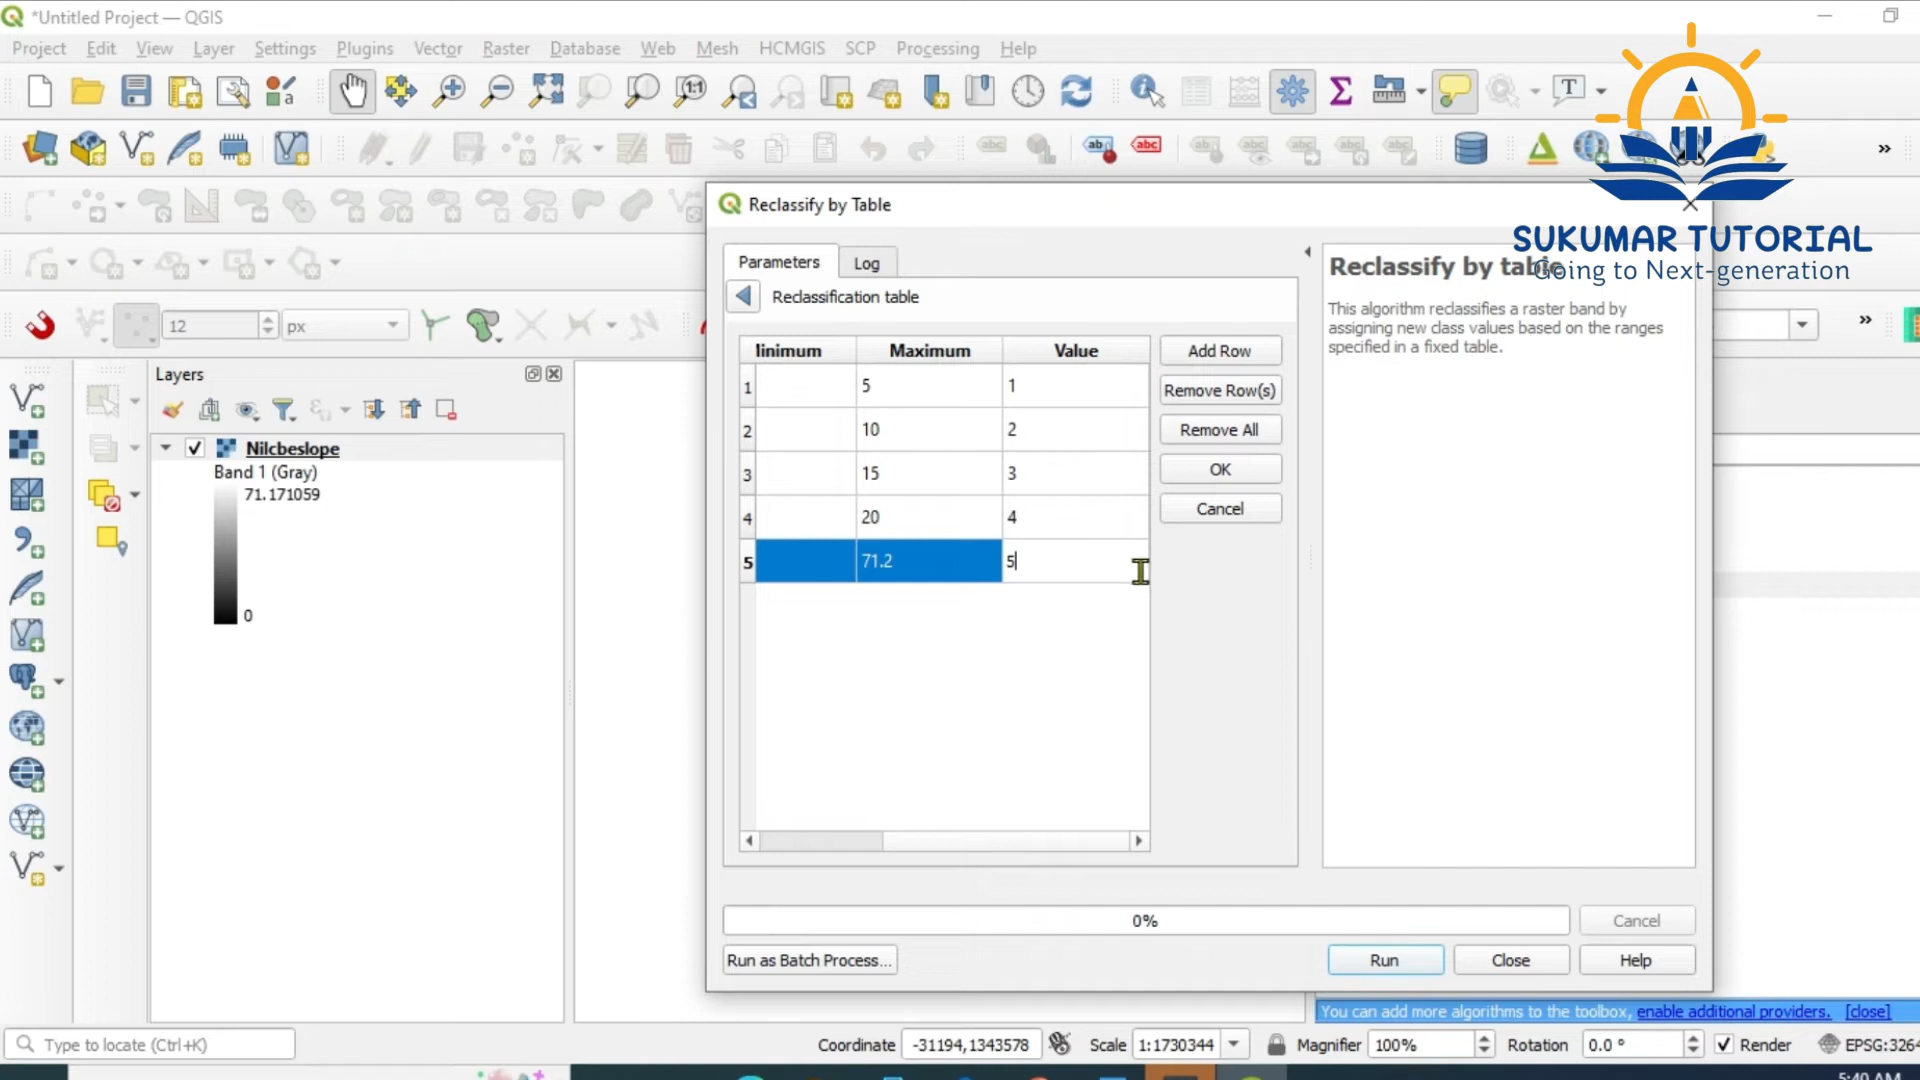 *Untitled Project — QGIS
Project Edit View Layer Settings Plugins Vector Raster Database Web Mesh HCMGIS SCP Processing Help
SUKUMAR TUTORIAL
Going to Next-generation
12 px
Layers
Nilcbeslope
Band 1 (Gray)
71.171059
0
Reclassify by Table
Parameters Log
Reclassification table
linimum Maximum Value
1 5 1
2 10 2
3 15 3
4 20 4
5 71.2 5
Add Row
Remove Row(s)
Remove All
OK
Cancel
Reclassify by table
This algorithm reclassifies a raster band by
assigning new class values based on the ranges
specified in a fixed table.
0%
Cancel
Run as Batch Process...
Run Close Help
You can add more algorithms to the toolbox, enable additional providers. [close]
Type to locate (Ctrl+K)
Coordinate -31194,1343578 Scale 1:1730344 Magnifier 100% Rotation 0.0 ° Render EPSG:3264
5:40 AM